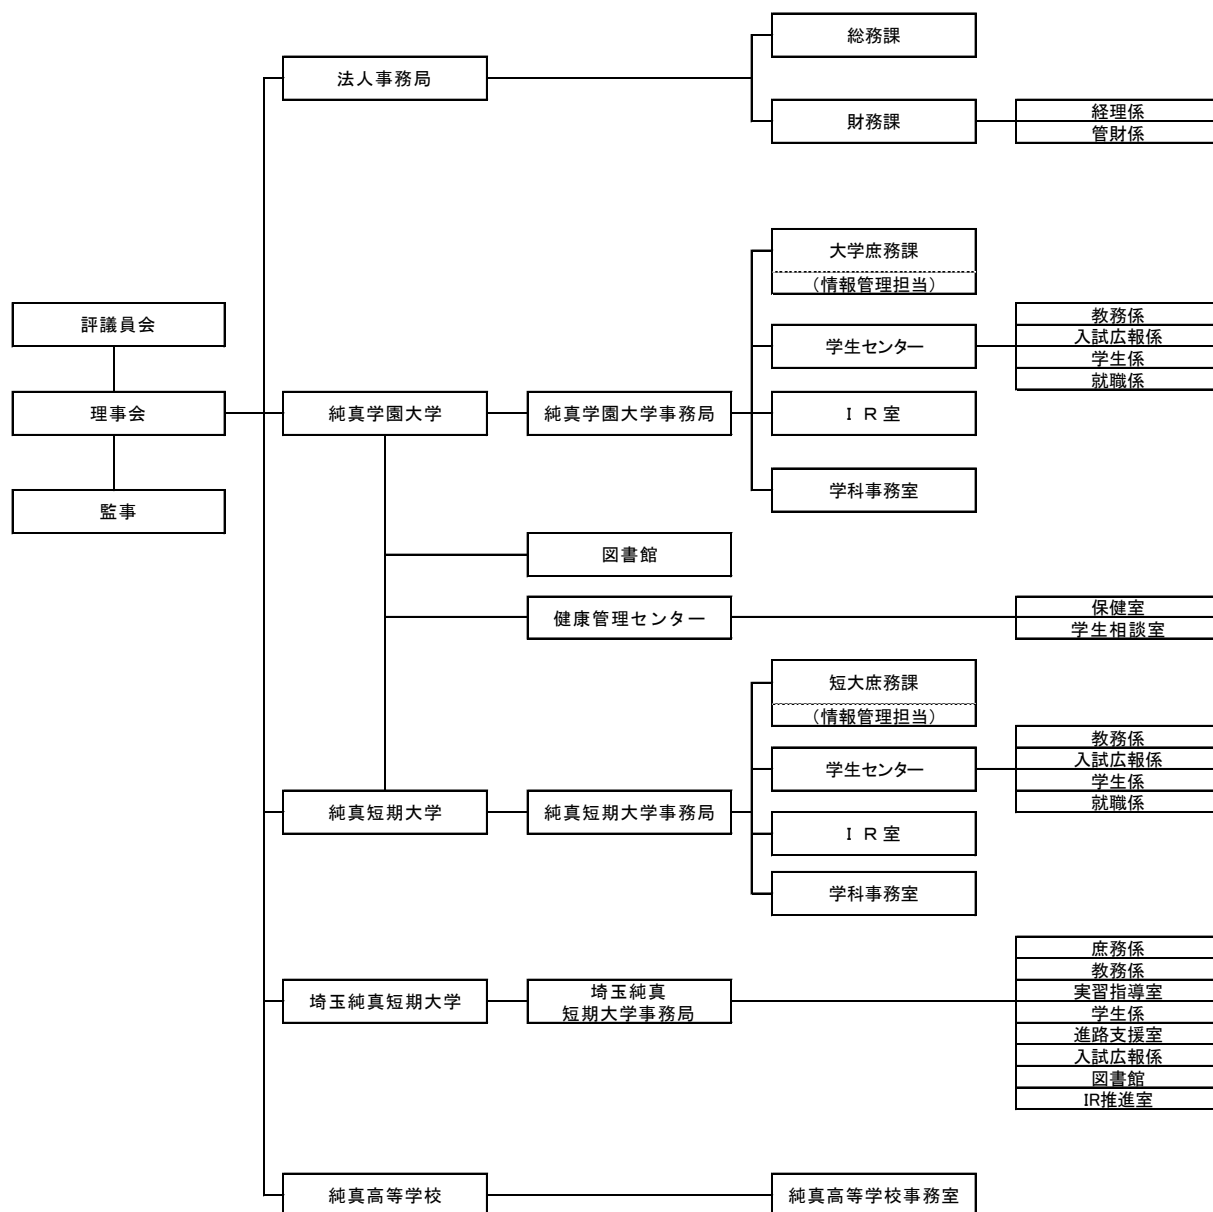 総務課
法人事務局
財務課
経理係
管財係
大学庶務課
（情報管理担当）
評議員会
学生センター
教務係
入試広報係
学生係
就職係
理事会
純真学園大学
純真学園大学事務局
ＩＲ室
監事
学科事務室
図書館
健康管理センター
保健室
学生相談室
短大庶務課
（情報管理担当）
学生センター
教務係
入試広報係
学生係
就職係
純真短期大学
純真短期大学事務局
ＩＲ室
学科事務室
埼玉純真短期大学
埼玉純真
短期大学事務局
庶務係
教務係
実習指導室
学生係
進路支援室
入試広報係
図書館
IR推進室
純真高等学校
純真高等学校事務室